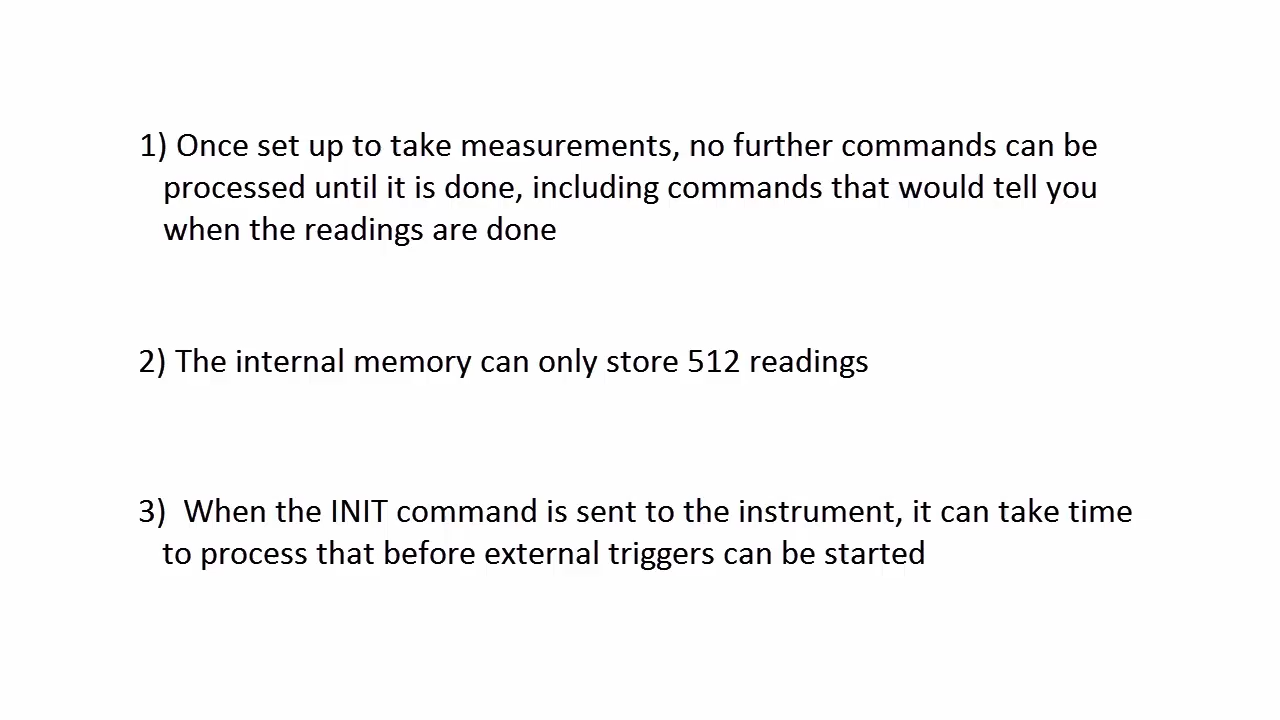 1) Once set up to take measurements, no further commands can be
processed until it is done, including commands that would tell you
when the readings are done
2) The internal memory can only store 512 readings
3)  When the INIT command is sent to the instrument, it can take time
to process that before external triggers can be started